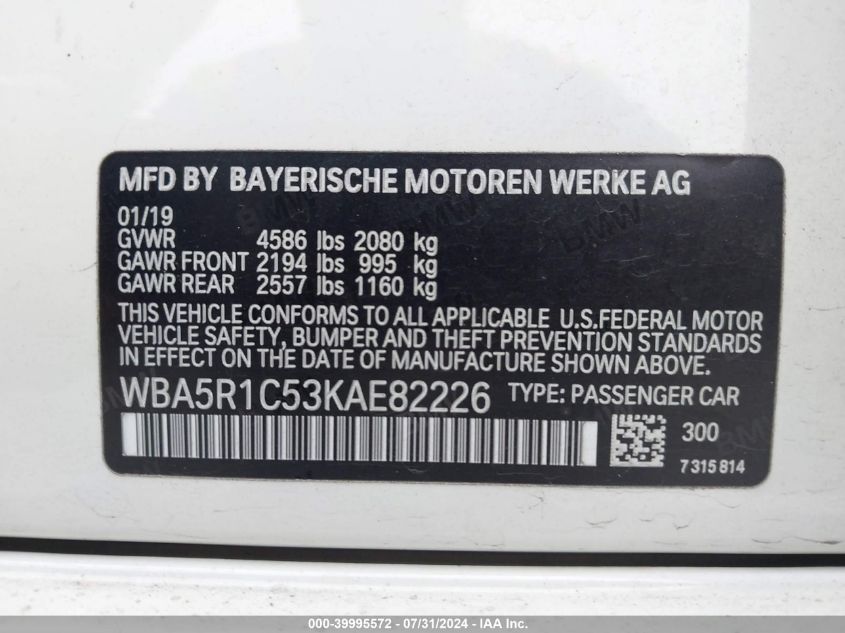 MFD BY BAYERISCHE MOTOREN WERKE AG
01/19
GVWR 4586 lbs 2080 kg
GAWR FRONT 2194 lbs 995 kg
GAWR REAR 2557 lbs 1160 kg
THIS VEHICLE CONFORMS TO ALL APPLICABLE U.S.FEDERAL MOTOR
VEHICLE SAFETY, BUMPER AND THEFT PREVENTION STANDARDS
IN EFFECT ON THE DATE OF MANUFACTURE SHOWN ABOVE.
WBA5R1C53KAE82226 TYPE: PASSENGER CAR
300
7315814
000-39995572 - 07/31/2024 - IAA Inc.